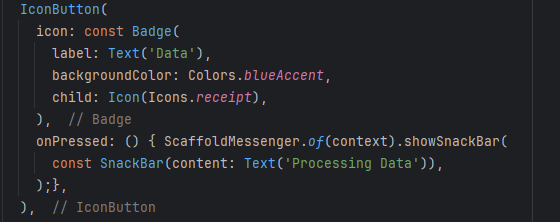 IconButton(
  icon: const Badge(
    label: Text('Data'),
    backgroundColor: Colors.blueAccent,
    child: Icon(Icons.receipt),
  ),  // Badge
  onPressed: () { ScaffoldMessenger.of(context).showSnackBar(
    const SnackBar(content: Text('Processing Data')),
  );},
),  // IconButton